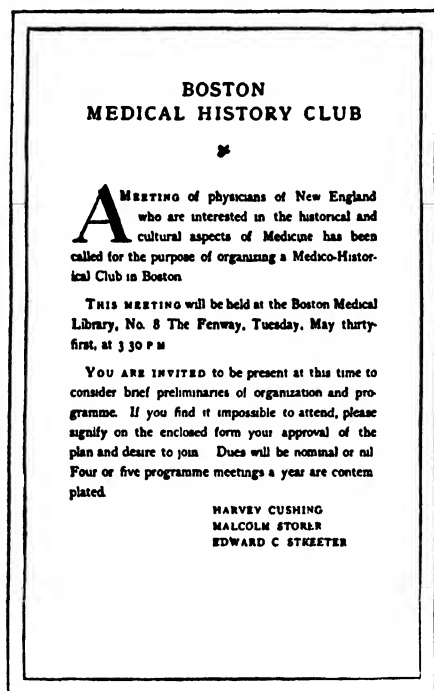 BOSTON
MEDICAL HISTORY CLUB
A MEETING of physicians of New England
who are interested in the historical and
cultural aspects of Medicine has been
called for the purpose of organizing a Medico-Histor-
ical Club in Boston
THIS MEETING will be held at the Boston Medical
Library, No. 8 The Fenway, Tuesday, May thirty-
first, at 3 30 P M
YOU ARE INVITED to be present at this time to
consider brief preliminaries of organization and pro-
gramme. If you find it impossible to attend, please
signify on the enclosed form your approval of the
plan and desire to join Dues will be nominal or nil
Four or five programme meetings a year are contem
plated.
HARVEY CUSHING
MALCOLM STORER
EDWARD C STREETER